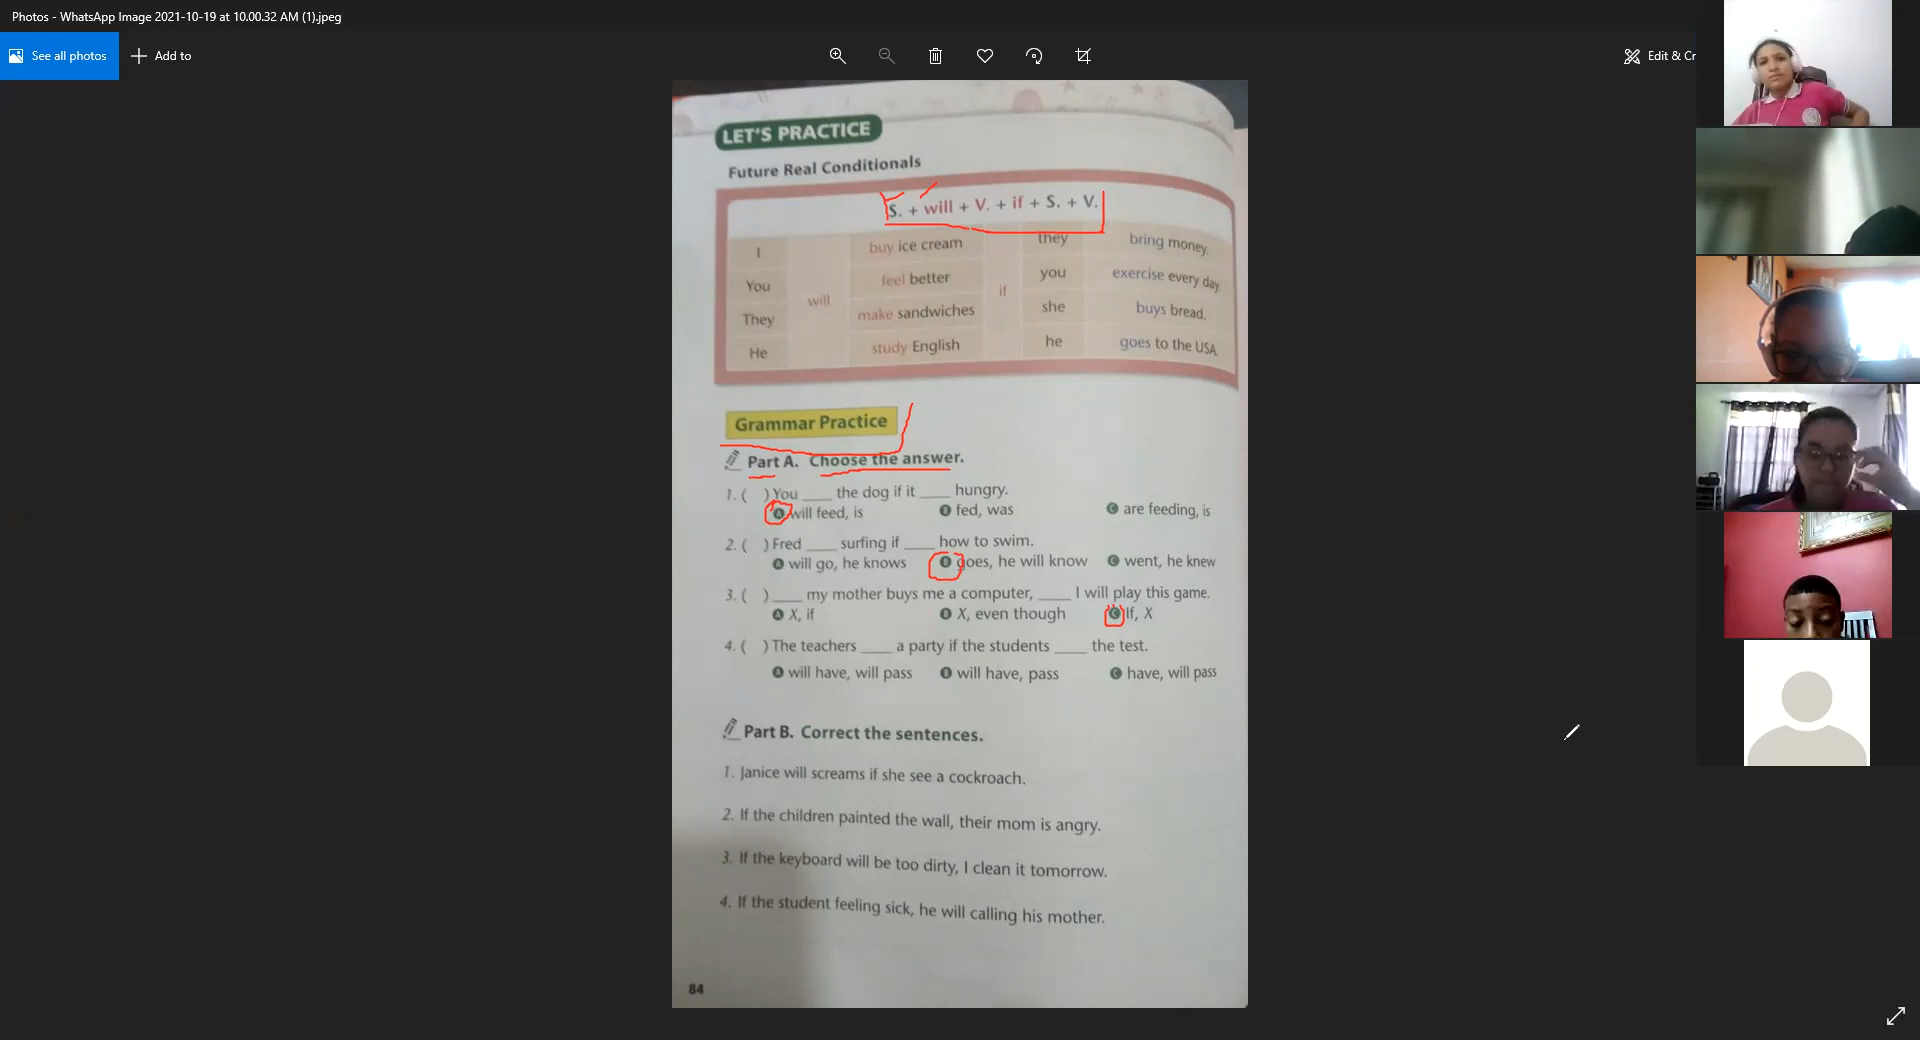 Photos - WhatsApp Image 2021-10-19 at 10.00.32 AM (1).jpeg
See all photos
Add to
Edit & Cr
LET'S PRACTICE
Future Real Conditionals
S. + will + V. + if + S. + V.
I will buy ice cream if they bring money.
You feel better you exercise every day.
They make sandwiches she buys bread.
He study English he goes to the USA.
Grammar Practice
Part A. Choose the answer.
1. ( ) You ____ the dog if it ____ hungry.
A will feed, is B fed, was C are feeding, is
2. ( ) Fred ____ surfing if ____ how to swim.
A will go, he knows B goes, he will know C went, he knew
3. ( ) ____ my mother buys me a computer, ____ I will play this game.
A X, if B X, even though C If, X
4. ( ) The teachers ____ a party if the students ____ the test.
A will have, will pass B will have, pass C have, will pass
Part B. Correct the sentences.
1. Janice will screams if she see a cockroach.
2. If the children painted the wall, their mom is angry.
3. If the keyboard will be too dirty, I clean it tomorrow.
4. If the student feeling sick, he will calling his mother.
84